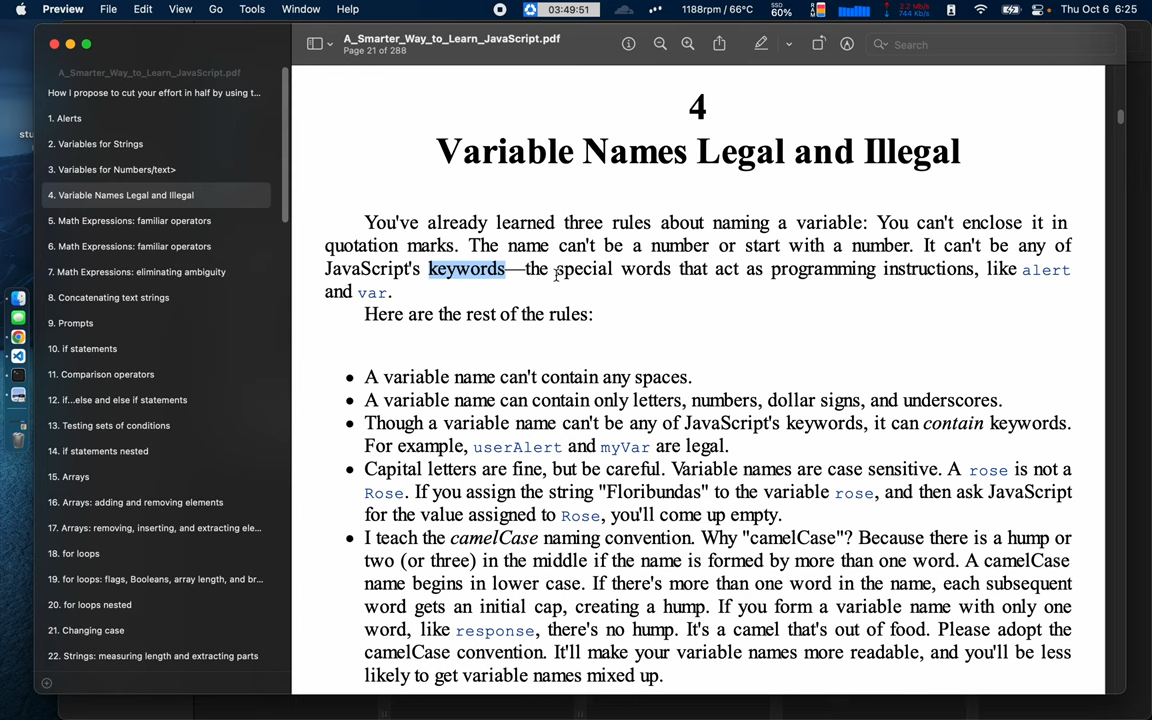 Preview File Edit View Go Tools Window Help 03:49:51 1188rpm / 66°C SSD 60% 2.2 Mb/s 744 Kb/s Thu Oct 6 6:25
A_Smarter_Way_to_Learn_JavaScript.pdf
Page 21 of 288
Search
A_Smarter_Way_to_Learn_JavaScript.pdf
How I propose to cut your effort in half by using t...
1. Alerts
2. Variables for Strings
3. Variables for Numbers/text>
4. Variable Names Legal and Illegal
5. Math Expressions: familiar operators
6. Math Expressions: familiar operators
7. Math Expressions: eliminating ambiguity
8. Concatenating text strings
9. Prompts
10. if statements
11. Comparison operators
12. if...else and else if statements
13. Testing sets of conditions
14. if statements nested
15. Arrays
16. Arrays: adding and removing elements
17. Arrays: removing, inserting, and extracting ele...
18. for loops
19. for loops: flags, Booleans, array length, and br...
20. for loops nested
21. Changing case
22. Strings: measuring length and extracting parts
stu
4
Variable Names Legal and Illegal
You've already learned three rules about naming a variable: You can't enclose it in
quotation marks. The name can't be a number or start with a number. It can't be any of
JavaScript's keywords—the special words that act as programming instructions, like alert
and var.
Here are the rest of the rules:
• A variable name can't contain any spaces.
• A variable name can contain only letters, numbers, dollar signs, and underscores.
• Though a variable name can't be any of JavaScript's keywords, it can contain keywords.
For example, userAlert and myVar are legal.
• Capital letters are fine, but be careful. Variable names are case sensitive. A rose is not a
Rose. If you assign the string "Floribundas" to the variable rose, and then ask JavaScript
for the value assigned to Rose, you'll come up empty.
• I teach the camelCase naming convention. Why "camelCase"? Because there is a hump or
two (or three) in the middle if the name is formed by more than one word. A camelCase
name begins in lower case. If there's more than one word in the name, each subsequent
word gets an initial cap, creating a hump. If you form a variable name with only one
word, like response, there's no hump. It's a camel that's out of food. Please adopt the
camelCase convention. It'll make your variable names more readable, and you'll be less
likely to get variable names mixed up.